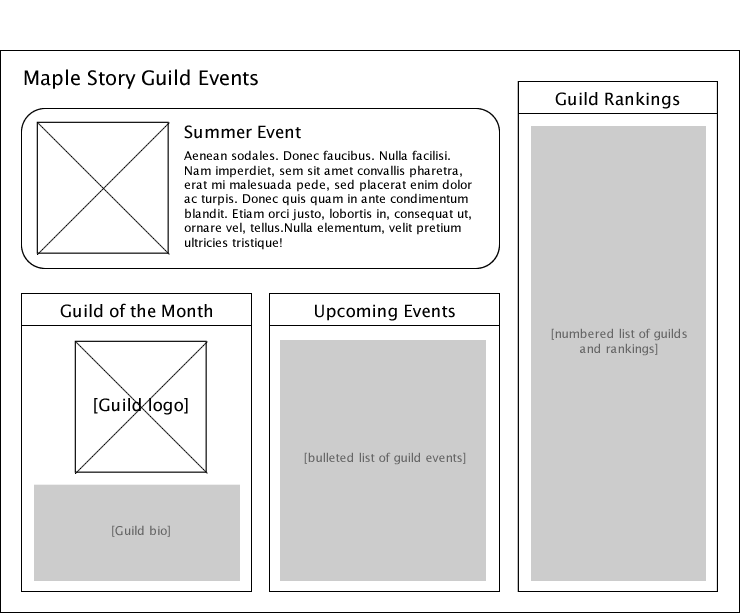 Maple Story Guild Events
Summer Event
Aenean sodales. Donec faucibus. Nulla facilisi.
Nam imperdiet, sem sit amet convallis pharetra,
erat mi malesuada pede, sed placerat enim dolor
ac turpis. Donec quis quam in ante condimentum
blandit. Etiam orci justo, lobortis in, consequat ut,
ornare vel, tellus.Nulla elementum, velit pretium
ultricies tristique!
Guild of the Month
[Guild logo]
[Guild bio]
Upcoming Events
[bulleted list of guild events]
Guild Rankings
[numbered list of guilds
and rankings]